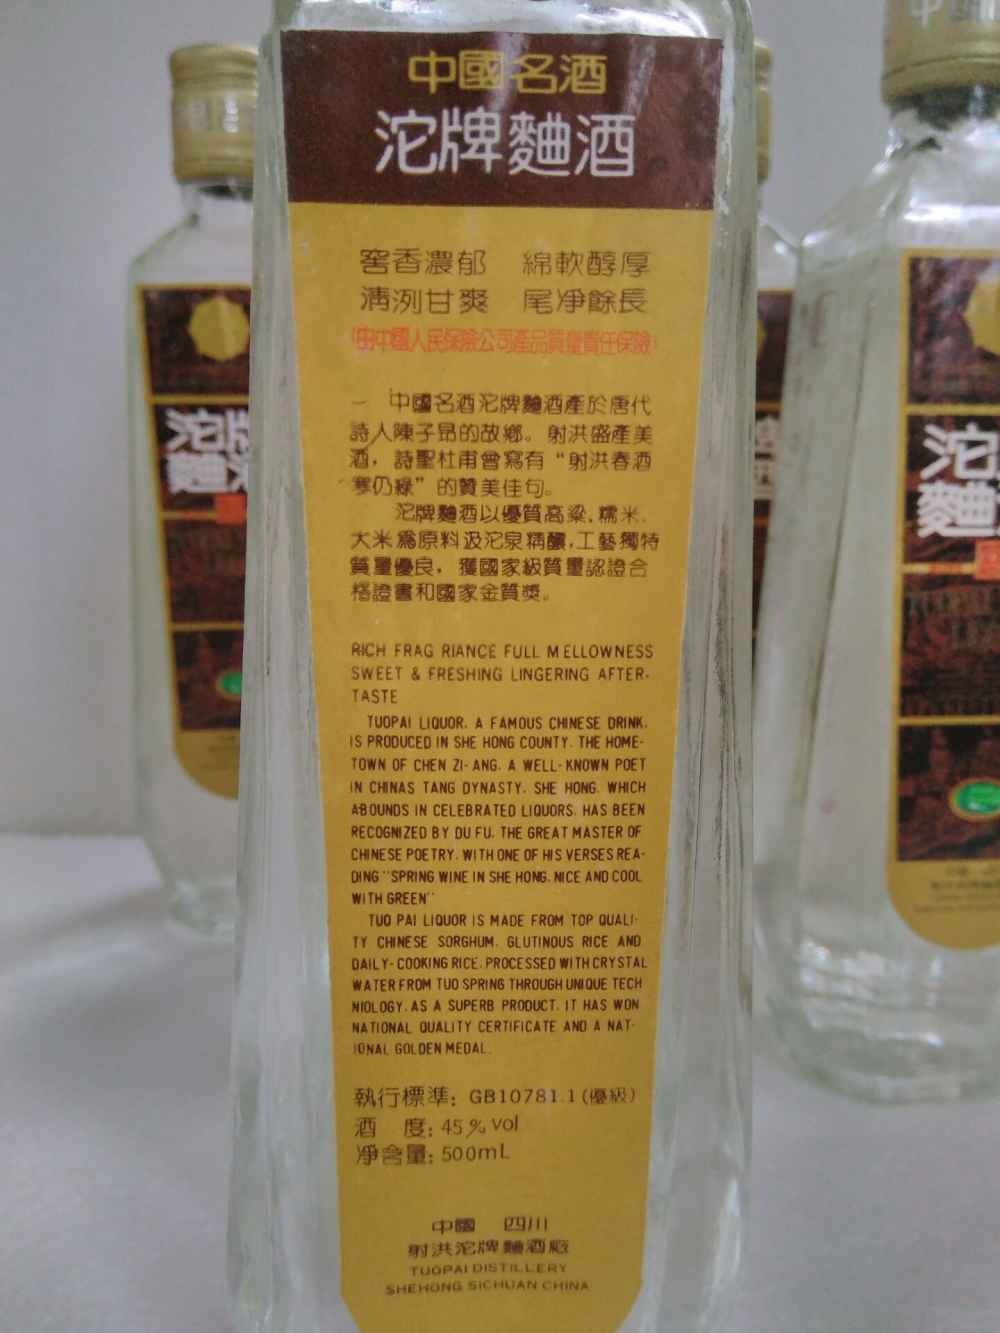 中國名酒
沱牌麯酒
窖香濃郁 綿軟醇厚
清洌甘爽 尾净餘長
(由中國人民保險公司產品質量責任保險)
中國名酒沱牌麯酒產於唐代
詩人陳子昂的故鄉。射洪盛產美
酒，詩聖杜甫曾寫有“射洪春酒
寒仍綠”的贊美佳句。
沱牌麯酒以優質高粱、糯米、
大米為原料汲沱泉精釀，工藝獨特
質量優良，獲國家級質量認證合
格證書和國家金質獎。
RICH FRAG RIANCE FULL MELLOWNESS
SWEET & FRESHING LINGERING AFTER-
TASTE
TUOPAI LIQUOR. A FAMOUS CHINESE DRINK.
IS PRODUCED IN SHE HONG COUNTY. THE HOME-
TOWN OF CHEN ZI-ANG. A WELL-KNOWN POET
IN CHINAS TANG DYNASTY. SHE HONG. WHICH
ABOUNDS IN CELEBRATED LIQUORS. HAS BEEN
RECOGNIZED BY DU FU. THE GREAT MASTER OF
CHINESE POETRY. WITH ONE OF HIS VERSES REA-
DING "SPRING WINE IN SHE HONG. NICE AND COOL
WITH GREEN"
TUO PAI LIQUOR IS MADE FROM TOP QUALI-
TY CHINESE SORGHUM. GLUTINOUS RICE AND
DAILY-COOKING RICE. PROCESSED WITH CRYSTAL
WATER FROM TUO SPRING THROUGH UNIQUE TECH
NIOLOGY. AS A SUPERB PRODUCT. IT HAS WON
NATIONAL QUALITY CERTIFICATE AND A NAT-
IONAL GOLDEN MEDAL.
執行標準: GB10781.1(優級)
酒 度: 45% vol
凈含量: 500mL
中國 四川
射洪沱牌麯酒廠
TUOPAI DISTILLERY
SHEHONG SICHUAN CHINA
沱牌
麯酒
沱
麯